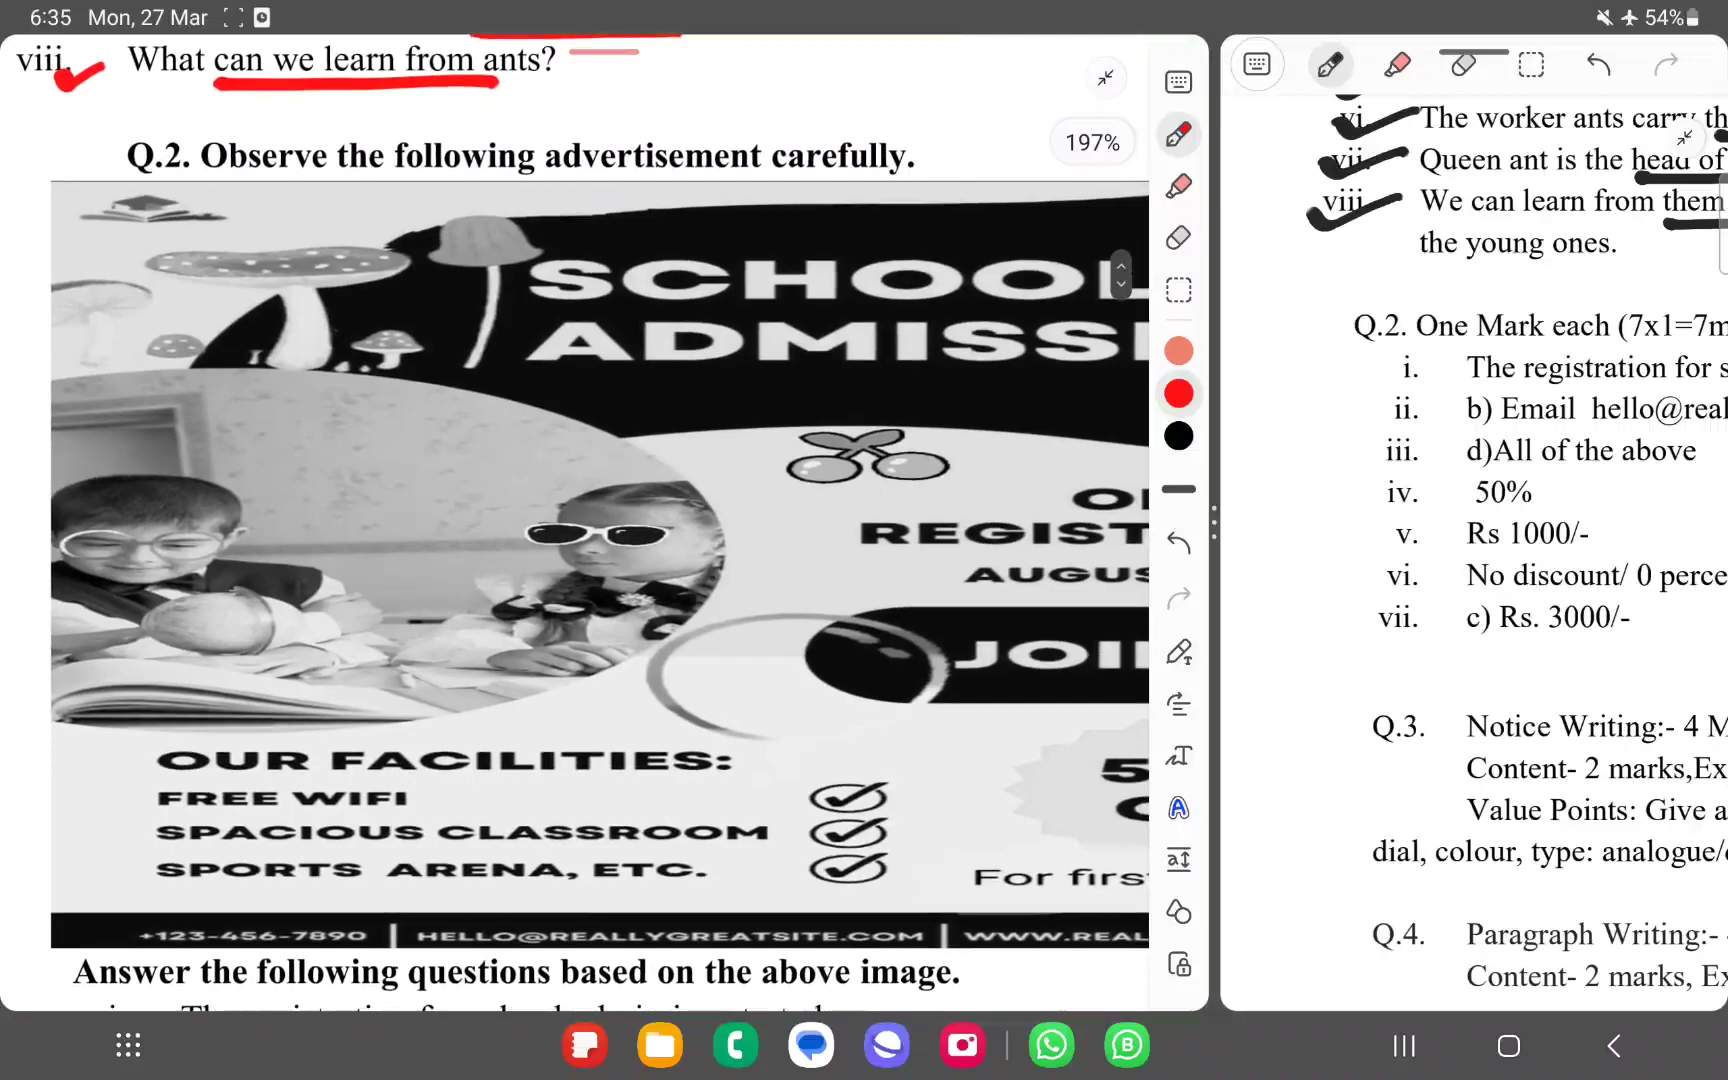 6:35 Mon, 27 Mar
54%
viii. What can we learn from ants?
197%
Q.2. Observe the following advertisement carefully.
SCHOOL
ADMISSI
REGIST
AUGUS
JOI
OUR FACILITIES:
FREE WIFI
SPACIOUS CLASSROOM
SPORTS ARENA, ETC.
For firs
+123-456-7890 | HELLO@REALLYGREATSITE.COM | WWW.REAL
Answer the following questions based on the above image.
vi. The worker ants carry th
vii. Queen ant is the head of
viii. We can learn from them
the young ones.
Q.2. One Mark each (7x1=7m
i. The registration for s
ii. b) Email hello@real
iii. d)All of the above
iv. 50%
v. Rs 1000/-
vi. No discount/ 0 perce
vii. c) Rs. 3000/-
Q.3. Notice Writing:- 4 M
Content- 2 marks,Ex
Value Points: Give a
dial, colour, type: analogue/
Q.4. Paragraph Writing:-
Content- 2 marks, Ex